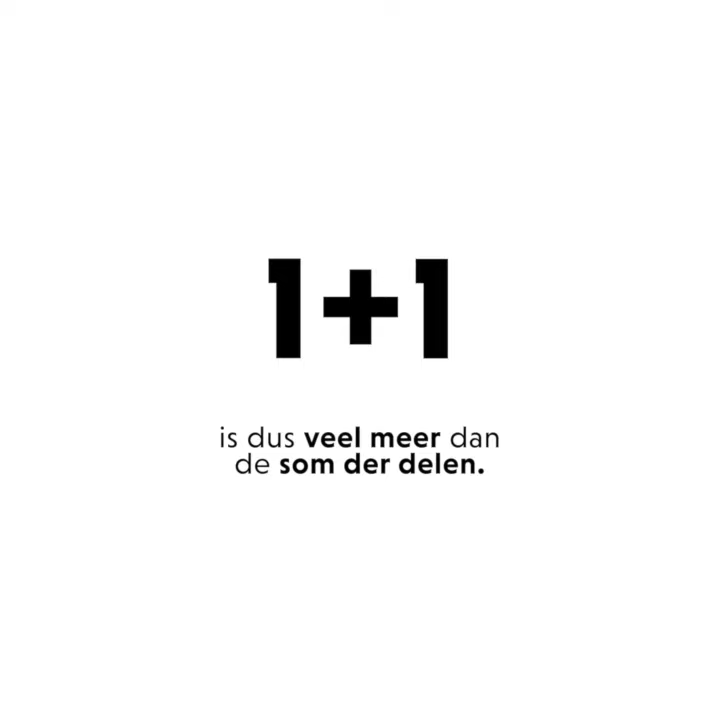 1+1
is dus veel meer dan
de som der delen.